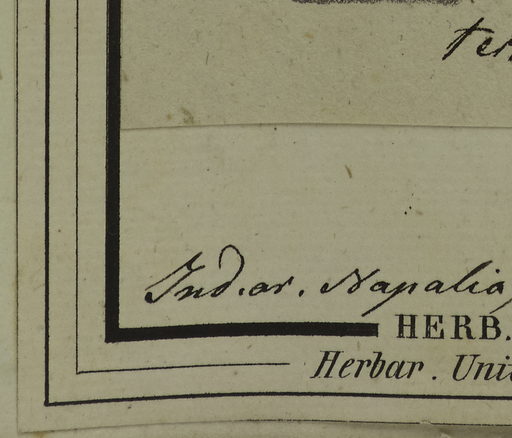 ter
Ind. or. Napalia
HERB.
Herbar. Uni